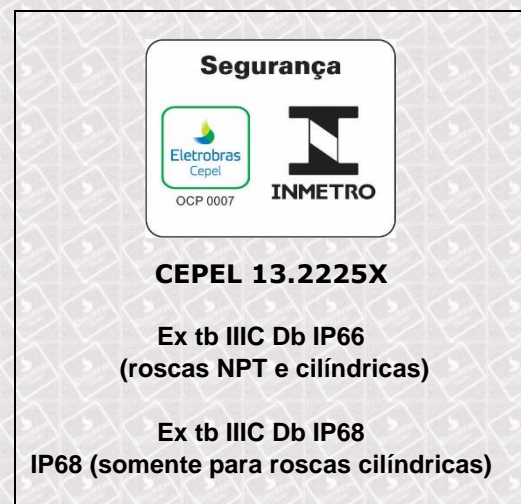 Segurança
Eletrobras
Cepel
OCP 0007
INMETRO
CEPEL 13.2225X
Ex tb IIIC Db IP66
(roscas NPT e cilíndricas)
Ex tb IIIC Db IP68
IP68 (somente para roscas cilíndricas)